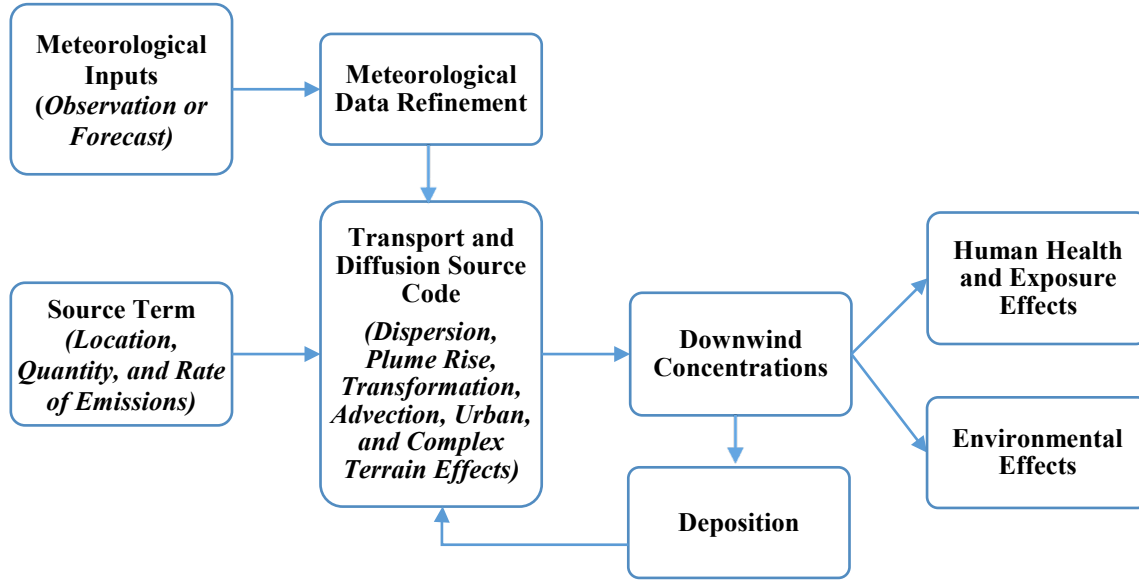 Meteorological
Inputs
(Observation or
Forecast)
Meteorological
Data Refinement
Source Term
(Location,
Quantity, and Rate
of Emissions)
Transport and
Diffusion Source
Code
(Dispersion,
Plume Rise,
Transformation,
Advection, Urban,
and Complex
Terrain Effects)
Downwind
Concentrations
Deposition
Human Health
and Exposure
Effects
Environmental
Effects